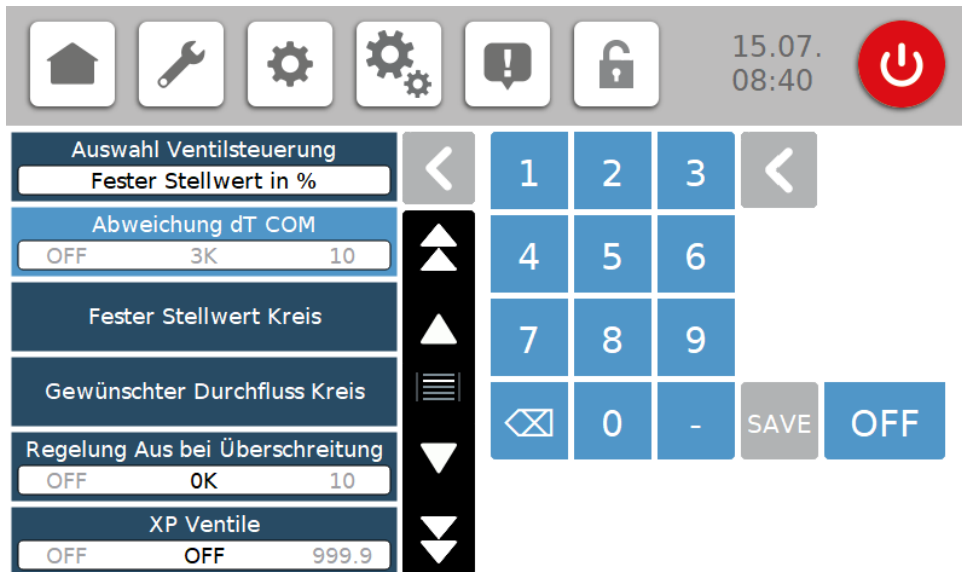 15.07.
08:40
Auswahl Ventilsteuerung
Fester Stellwert in %
Abweichung dT COM
OFF 3K 10
Fester Stellwert Kreis
Gewünschter Durchfluss Kreis
Regelung Aus bei Überschreitung
OFF 0K 10
XP Ventile
OFF OFF 999.9
1 2 3
4 5 6
7 8 9
0 - SAVE OFF